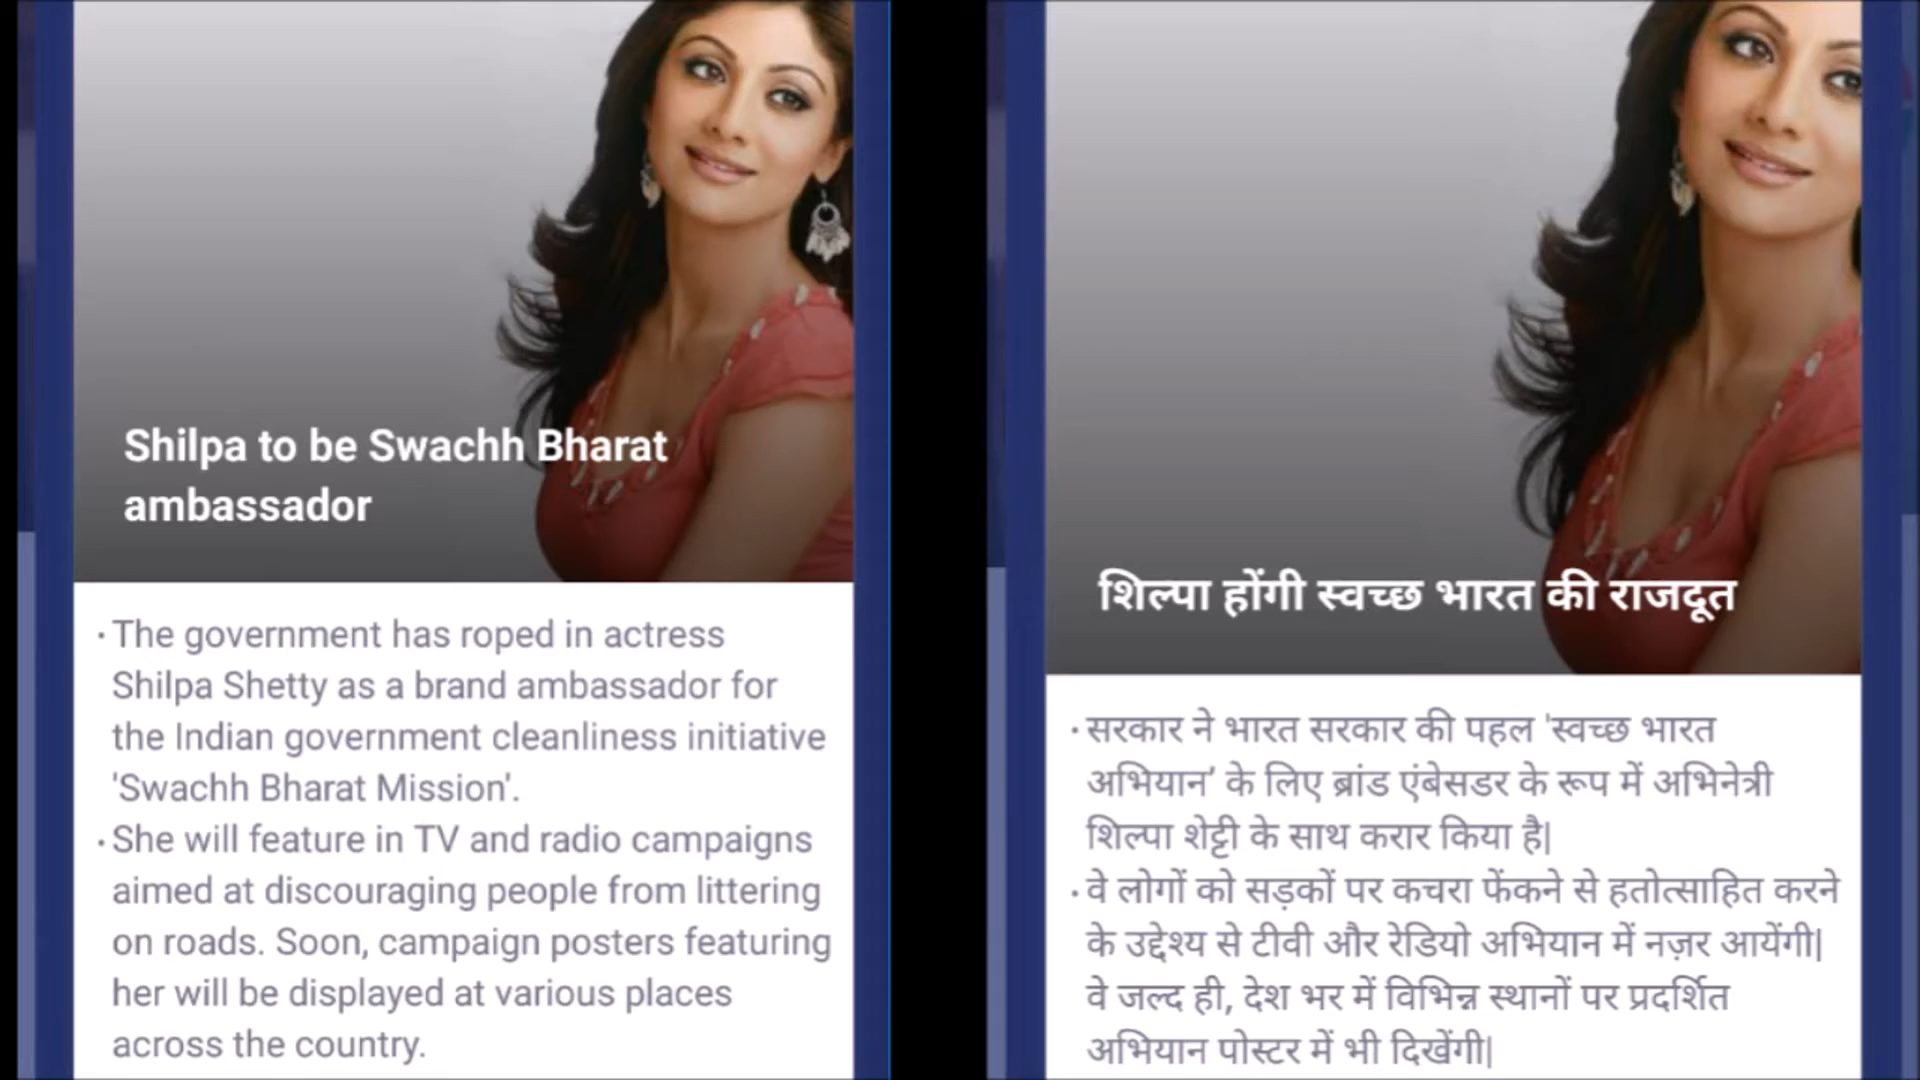 Shilpa to be Swachh Bharat
ambassador
· The government has roped in actress
Shilpa Shetty as a brand ambassador for
the Indian government cleanliness initiative
'Swachh Bharat Mission'.
· She will feature in TV and radio campaigns
aimed at discouraging people from littering
on roads. Soon, campaign posters featuring
her will be displayed at various places
across the country.
शिल्पा होंगी स्वच्छ भारत की राजदूत
· सरकार ने भारत सरकार की पहल 'स्वच्छ भारत
अभियान' के लिए ब्रांड एंबेसडर के रूप में अभिनेत्री
शिल्पा शेट्टी के साथ करार किया है|
· वे लोगों को सड़कों पर कचरा फेंकने से हतोत्साहित करने
के उद्देश्य से टीवी और रेडियो अभियान में नज़र आयेंगी|
वे जल्द ही, देश भर में विभिन्न स्थानों पर प्रदर्शित
अभियान पोस्टर में भी दिखेंगी|